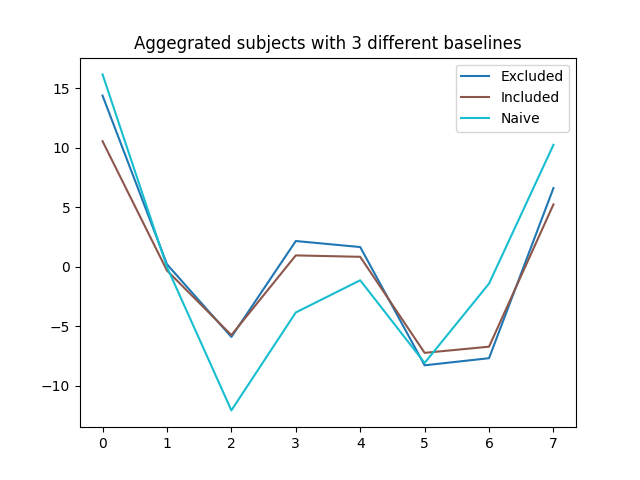 Aggegrated subjects with 3 different baselines
Excluded
Included
Naive
15
10
5
0
−5
−10
0 1 2 3 4 5 6 7